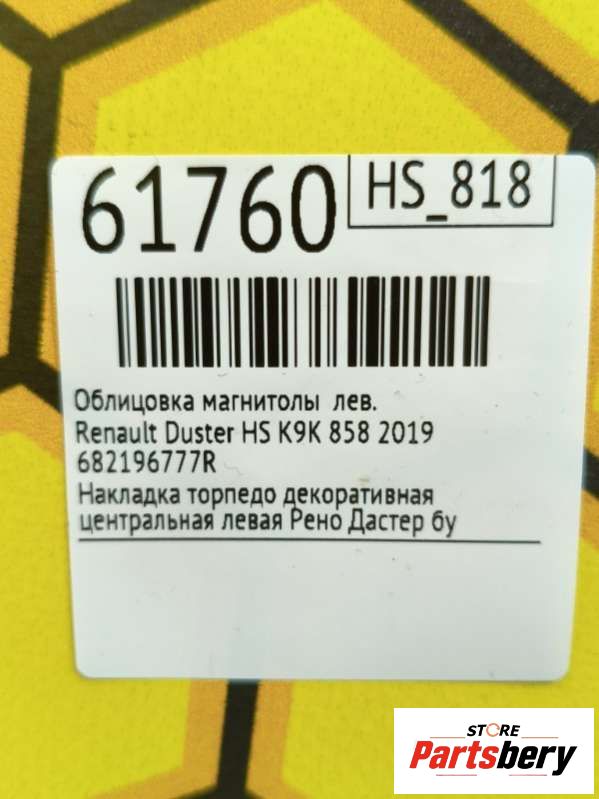 61760
HS_818
Облицовка магнитолы лев.
Renault Duster HS K9K 858 2019
682196777R
Накладка торпедо декоративная
центральная левая Рено Дастер бу
STORE
Partsbery